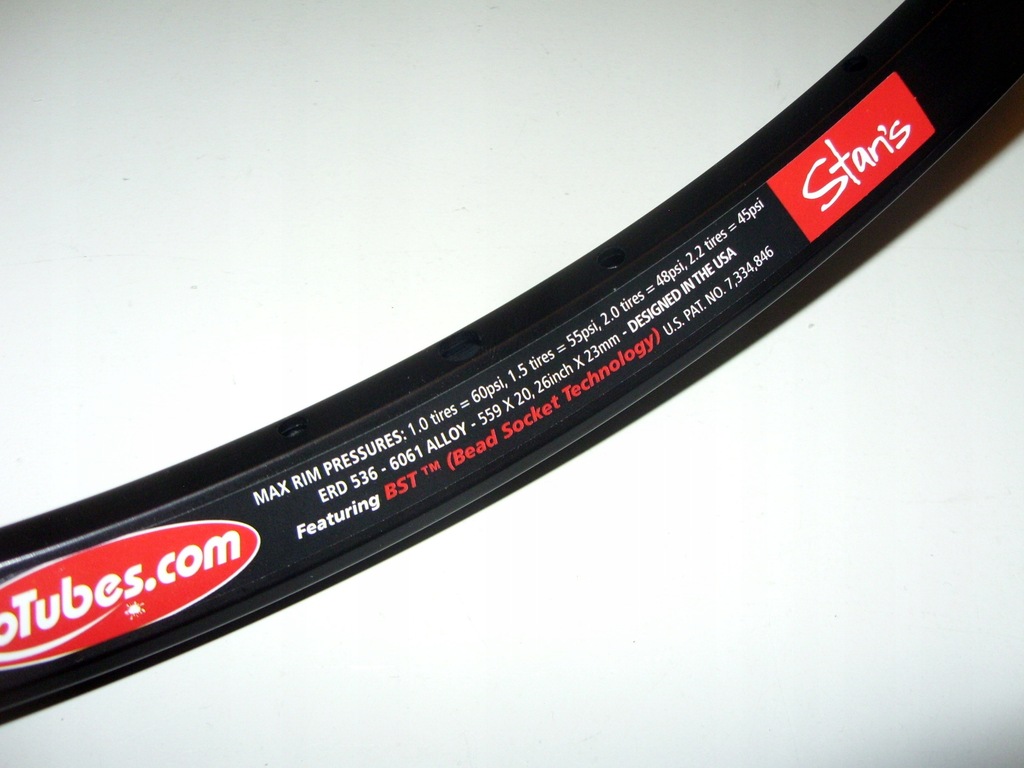 Stan's
MAX RIM PRESSURES: 1.0 tires = 60psi, 1.5 tires = 55psi, 2.0 tires = 48psi, 2.2 tires = 45psi
ERD 536 - 6061 ALLOY - 559 X 20, 26inch X 23mm - DESIGNED IN THE USA
Featuring BST™ (Bead Socket Technology) U.S. PAT. NO. 7,334,846
oTubes.com